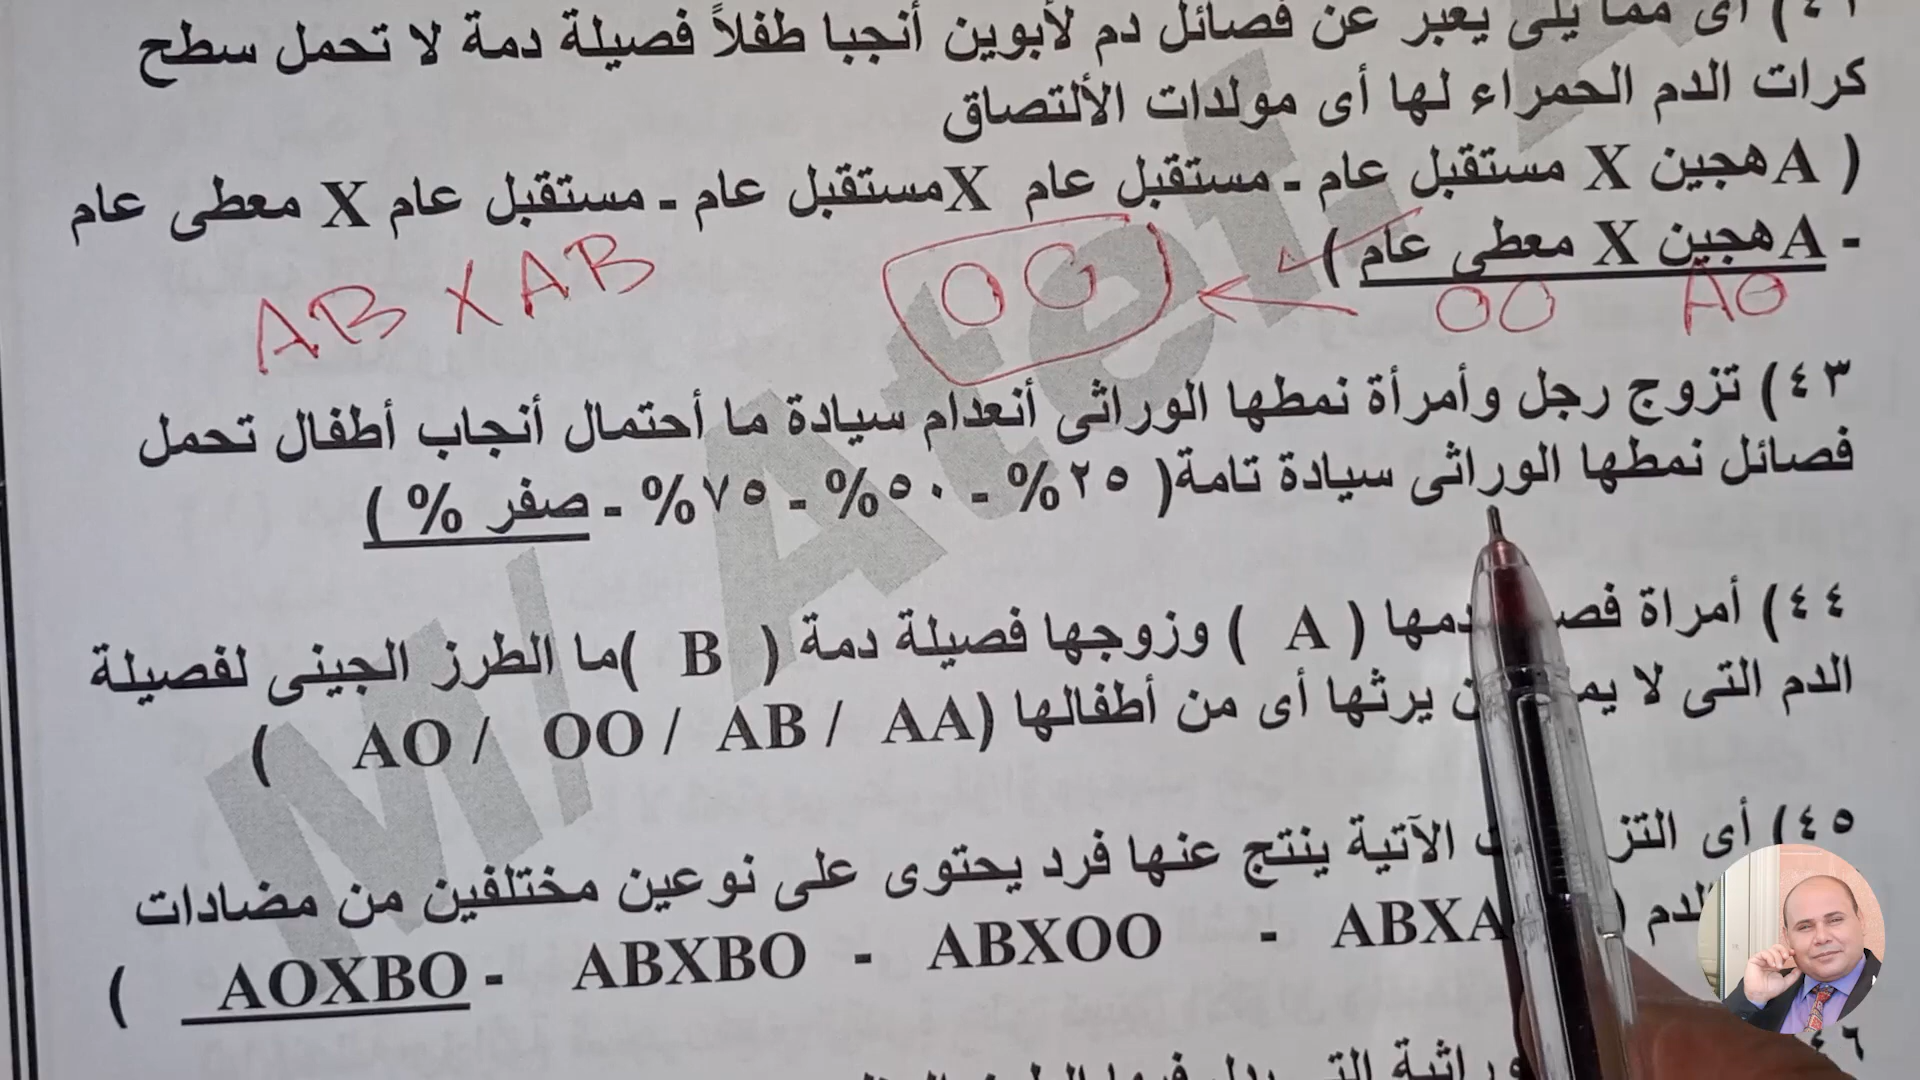 ٤٢) أى مما يلى يعبر عن فصائل دم لأبوين أنجبا طفلاً فصيلة دمة لا تحمل سطح
كرات الدم الحمراء لها أى مولدات الألتصاق
( A هجين X مستقبل عام - مستقبل عام X مستقبل عام - مستقبل عام X معطى عام
- A هجين X معطى عام )
AB X AB
OO
OO AO
٤٣) تزوج رجل وأمرأة نمطها الوراثى أنعدام سيادة ما أحتمال أنجاب أطفال تحمل
فصائل نمطها الوراثى سيادة تامة( ٢٥% - ٥٠% - ٧٥% - صفر % )
٤٤) أمراة دمها ( A ) وزوجها فصيلة دمة ( B )ما الطرز الجينى لفصيلة
الدم التى لا يرثها أى من أطفالها (AO / OO / AB / AA )
٤٥) أى الآتية ينتج عنها فرد يحتوى على نوعين مختلفين من مضادات
الدم ( ABXA - ABXOO - ABXBO - AOXBO )
M/ Atef